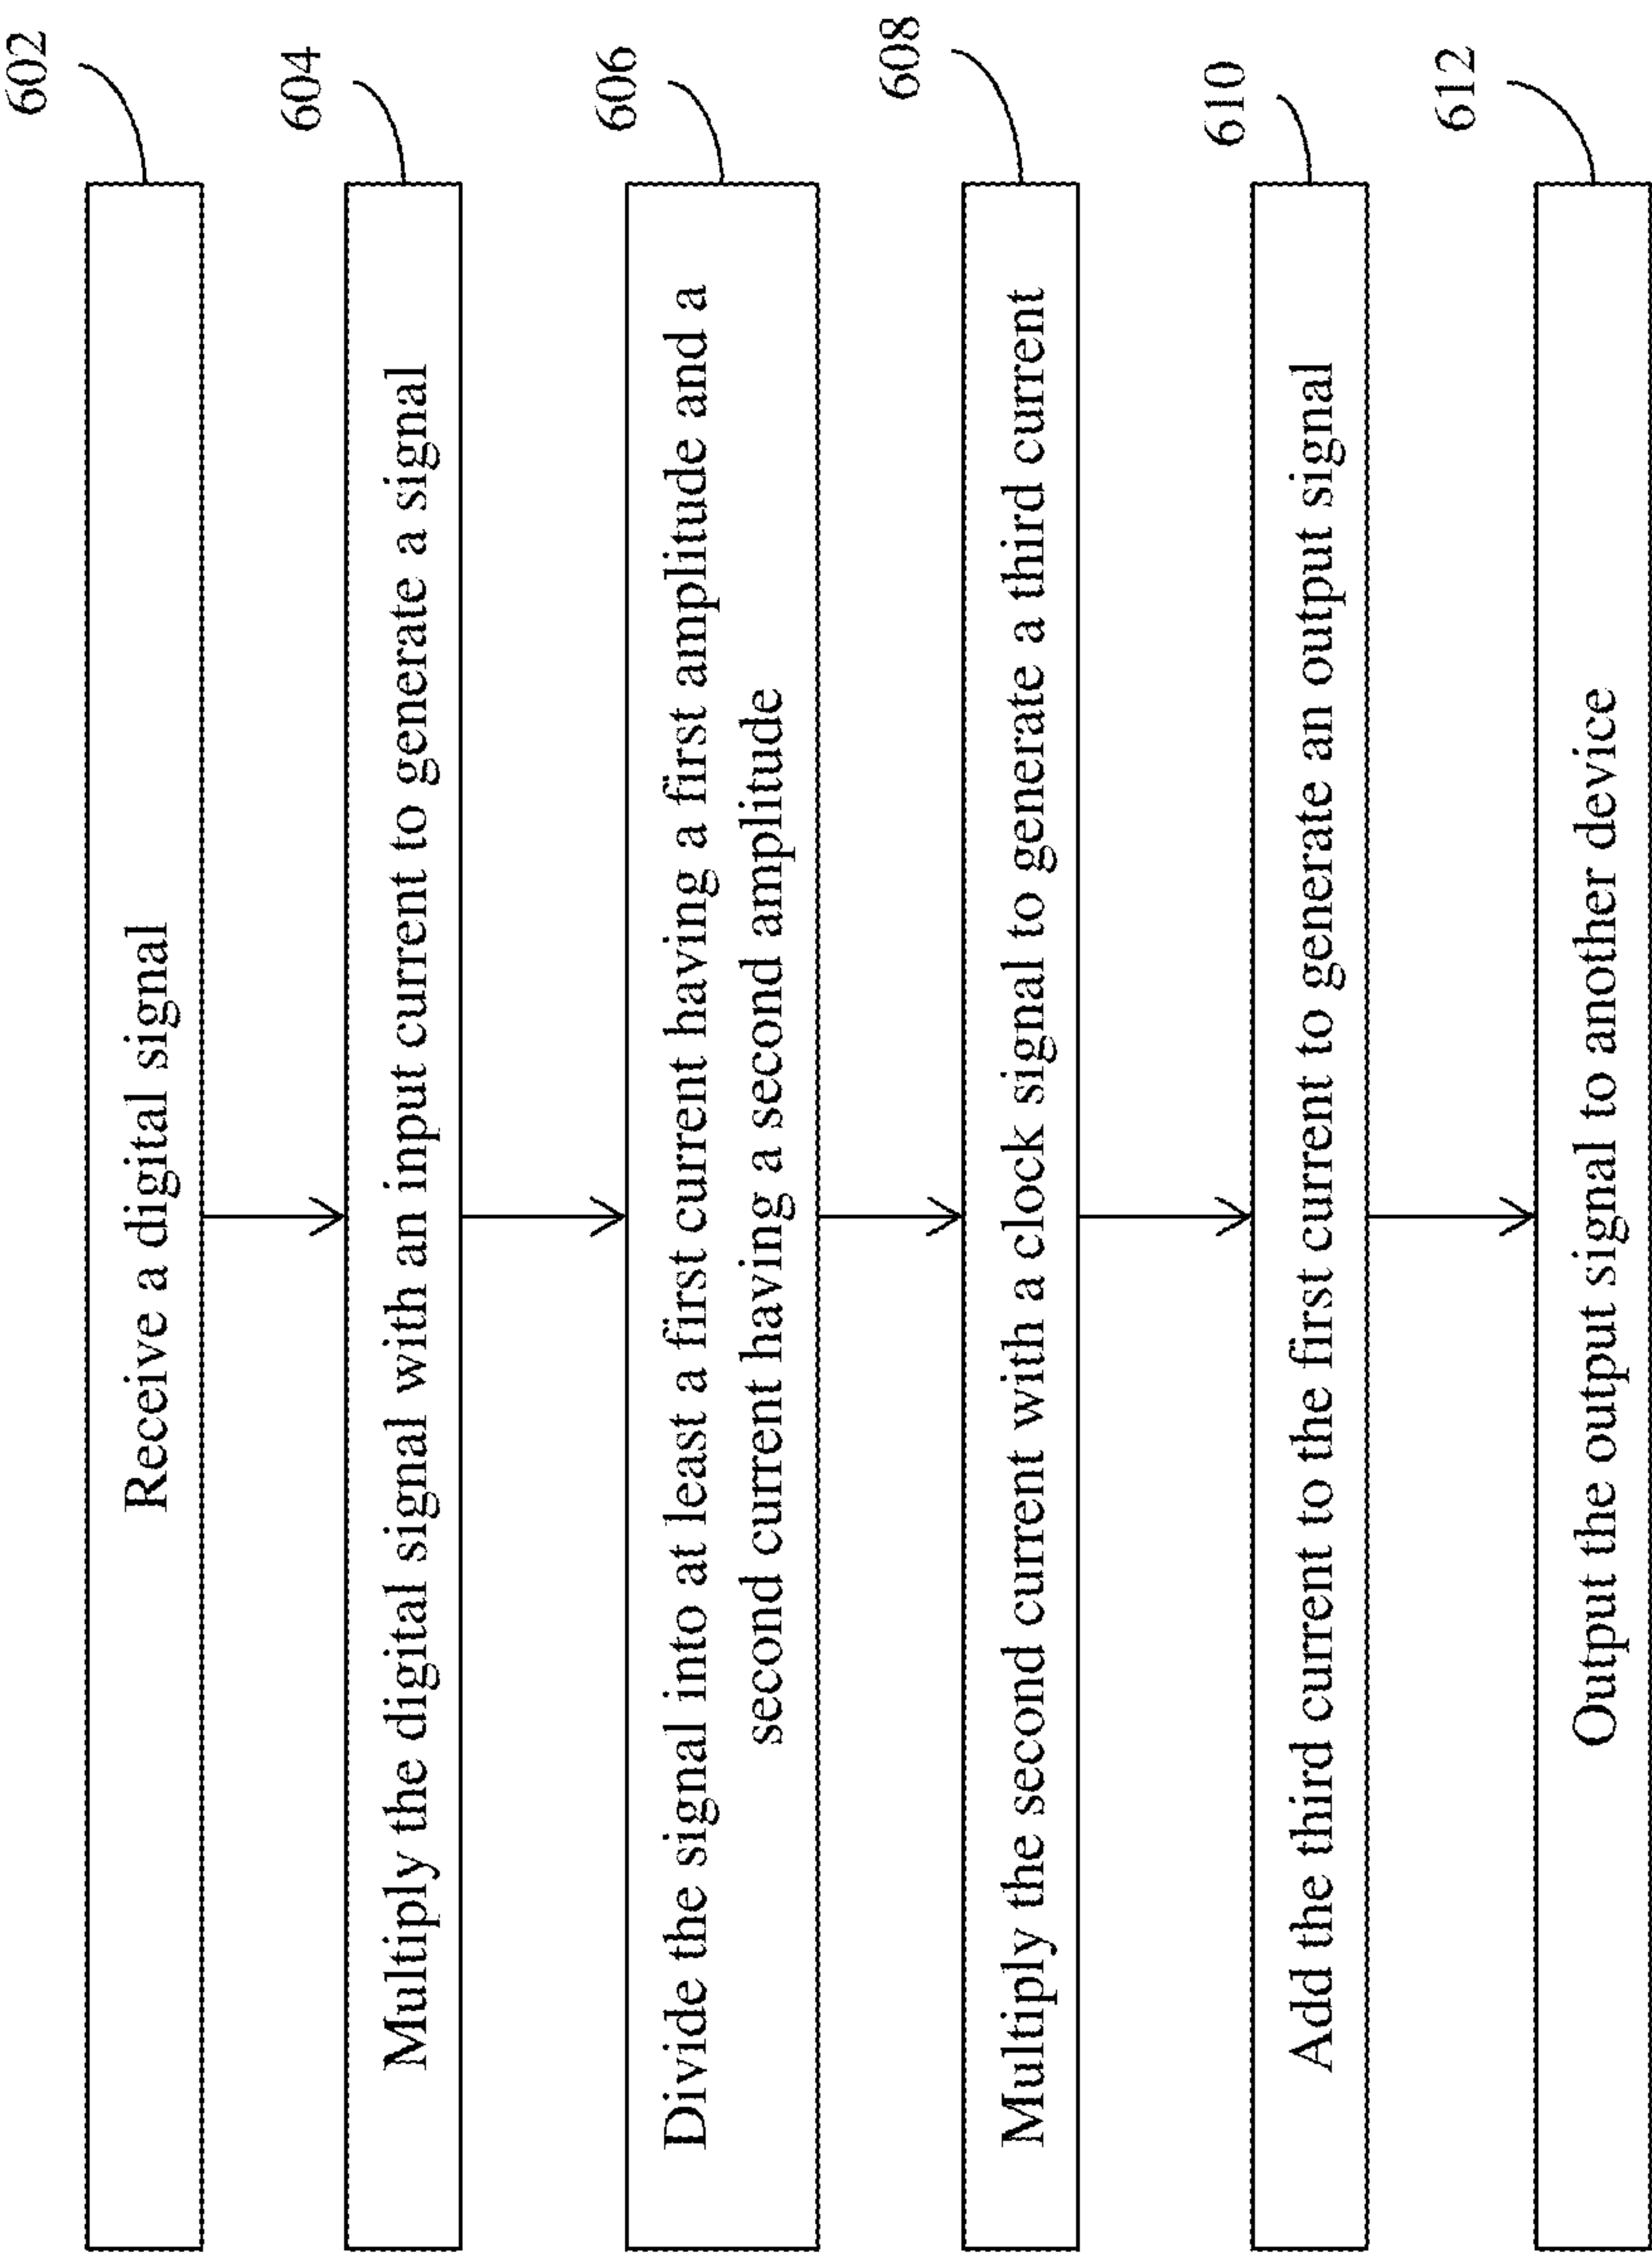 602
Receive a digital signal
604
Multiply the digital signal with an input current to generate a signal
606
Divide the signal into at least a first current having a first amplitude and a
second current having a second amplitude
608
Multiply the second current with a clock signal to generate a third current
610
Add the third current to the first current to generate an output signal
612
Output the output signal to another device